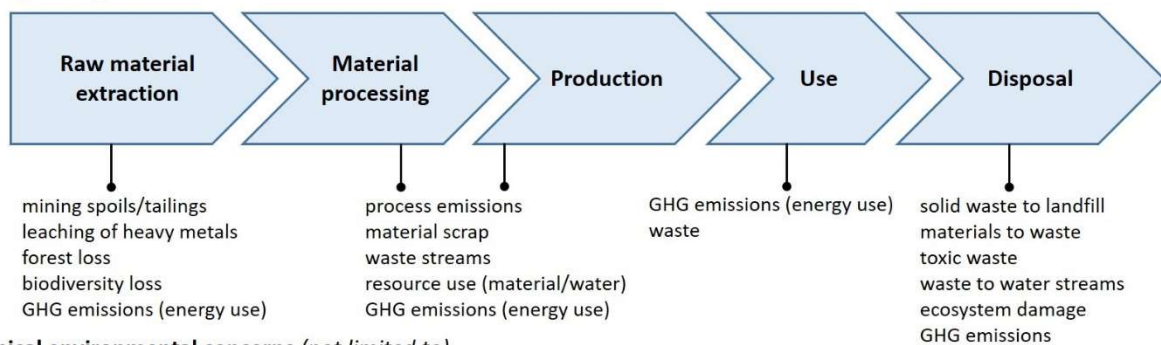 Raw material
extraction
Material
processing
Production
Use
Disposal
mining spoils/tailings
leaching of heavy metals
forest loss
biodiversity loss
GHG emissions (energy use)
process emissions
material scrap
waste streams
resource use (material/water)
GHG emissions (energy use)
GHG emissions (energy use)
waste
solid waste to landfill
materials to waste
toxic waste
waste to water streams
ecosystem damage
GHG emissions
environmental concerns (not limited to)